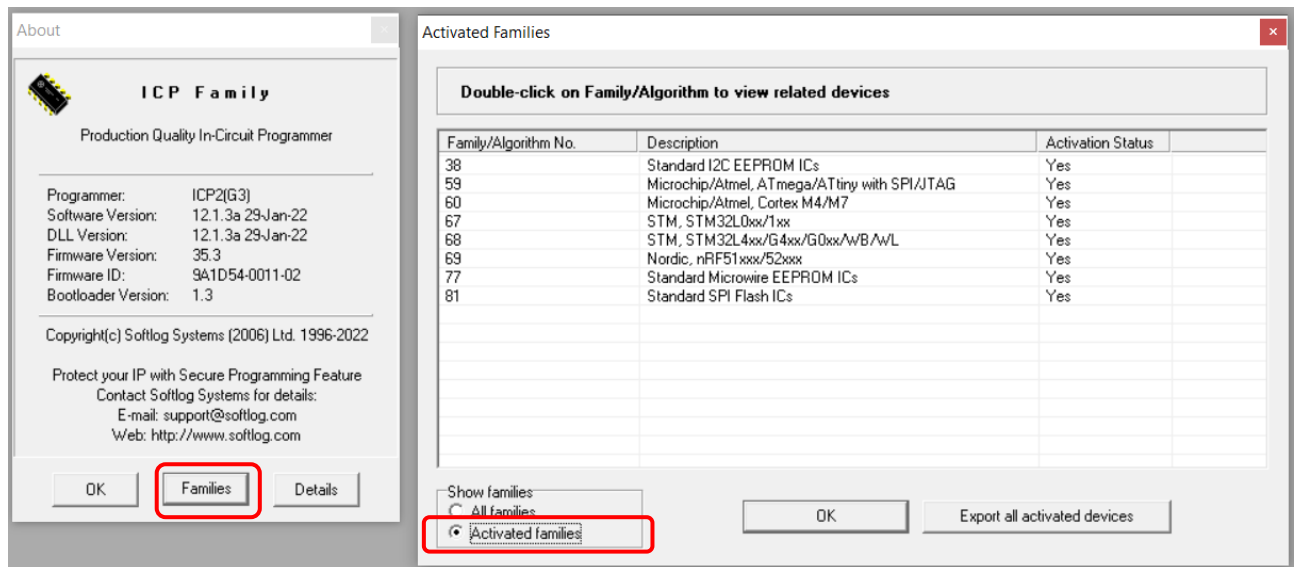 About
ICP Family
Production Quality In-Circuit Programmer
Programmer: ICP2(G3)
Software Version: 12.1.3a 29-Jan-22
DLL Version: 12.1.3a 29-Jan-22
Firmware Version: 35.3
Firmware ID: 9A1D54-0011-02
Bootloader Version: 1.3
Copyright(c) Softlog Systems (2006) Ltd. 1996-2022
Protect your IP with Secure Programming Feature
Contact Softlog Systems for details:
E-mail: support@softlog.com
Web: http://www.softlog.com
OK Families Details
Activated Families
Double-click on Family/Algorithm to view related devices
Family/Algorithm No. Description Activation Status
38 Standard I2C EEPROM ICs Yes
59 Microchip/Atmel, ATmega/ATtiny with SPI/JTAG Yes
60 Microchip/Atmel, Cortex M4/M7 Yes
67 STM, STM32L0xx/1xx Yes
68 STM, STM32L4xx/G4xx/G0xx/WB/WL Yes
69 Nordic, nRF51xxx/52xxx Yes
77 Standard Microwire EEPROM ICs Yes
81 Standard SPI Flash ICs Yes
Show families
All families
Activated families
OK Export all activated devices